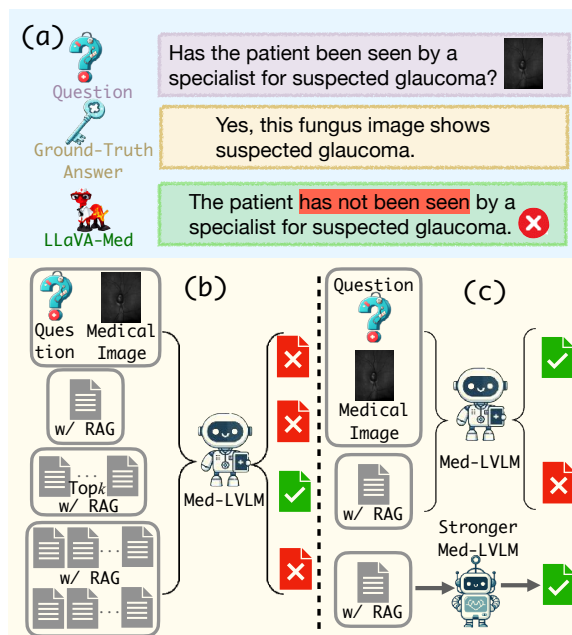 (a)
Question
Has the patient been seen by a
specialist for suspected glaucoma?
Ground-Truth
Answer
Yes, this fungus image shows
suspected glaucoma.
LLaVA-Med
The patient has not been seen by a
specialist for suspected glaucoma.
(b)
Ques
tion
Medical
Image
w/ RAG
Topk
w/ RAG
w/ RAG
Med-LVLM
(c)
Question
Medical
Image
w/ RAG
Med-LVLM
Stronger
Med-LVLM
w/ RAG